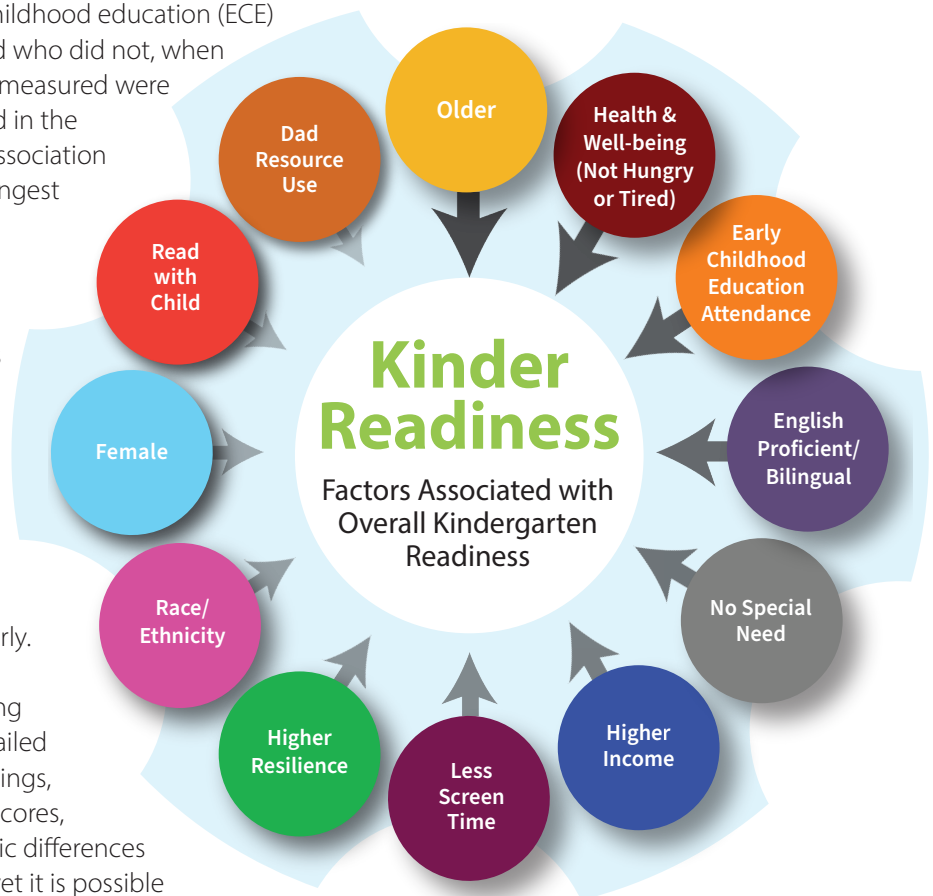 hildhood education (ECE)
d who did not, when
measured were
d in the
ssociation
ngest
Older
Health &
Well-being
(Not Hungry
or Tired)
Early
Childhood
Education
Attendance
English
Proficient/
Bilingual
No Special
Need
Higher
Income
Less
Screen
Time
Higher
Resilience
Race/
Ethnicity
Female
Read
with
Child
Dad
Resource
Use
Kinder
Readiness
Factors Associated with
Overall Kindergarten
Readiness
rly.
ng
ailed
ings,
cores,
ic differences
et it is possible